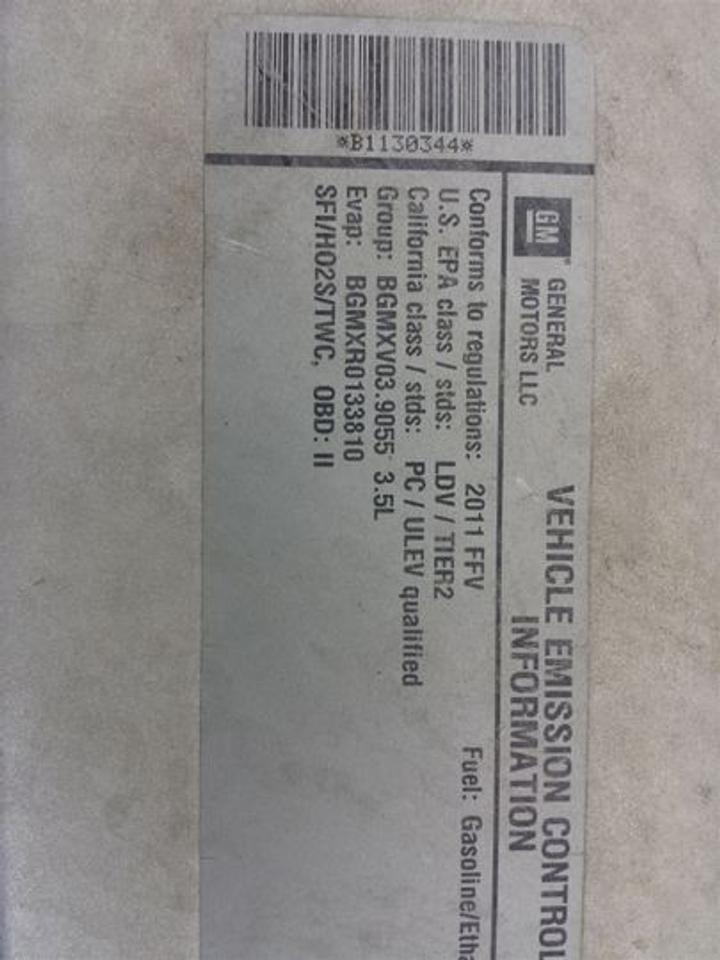 *B1130344*
GM
GENERAL
MOTORS LLC
VEHICLE EMISSION CONTROL
INFORMATION
Conforms to regulations: 2011 FFV
Fuel: Gasoline/Etha
U.S. EPA class / stds: LDV / TIER2
California class / stds: PC / ULEV qualified
Group: BGMXV03.9055 3.5L
Evap: BGMXR0133810
SFI/HO2S/TWC, OBD: II